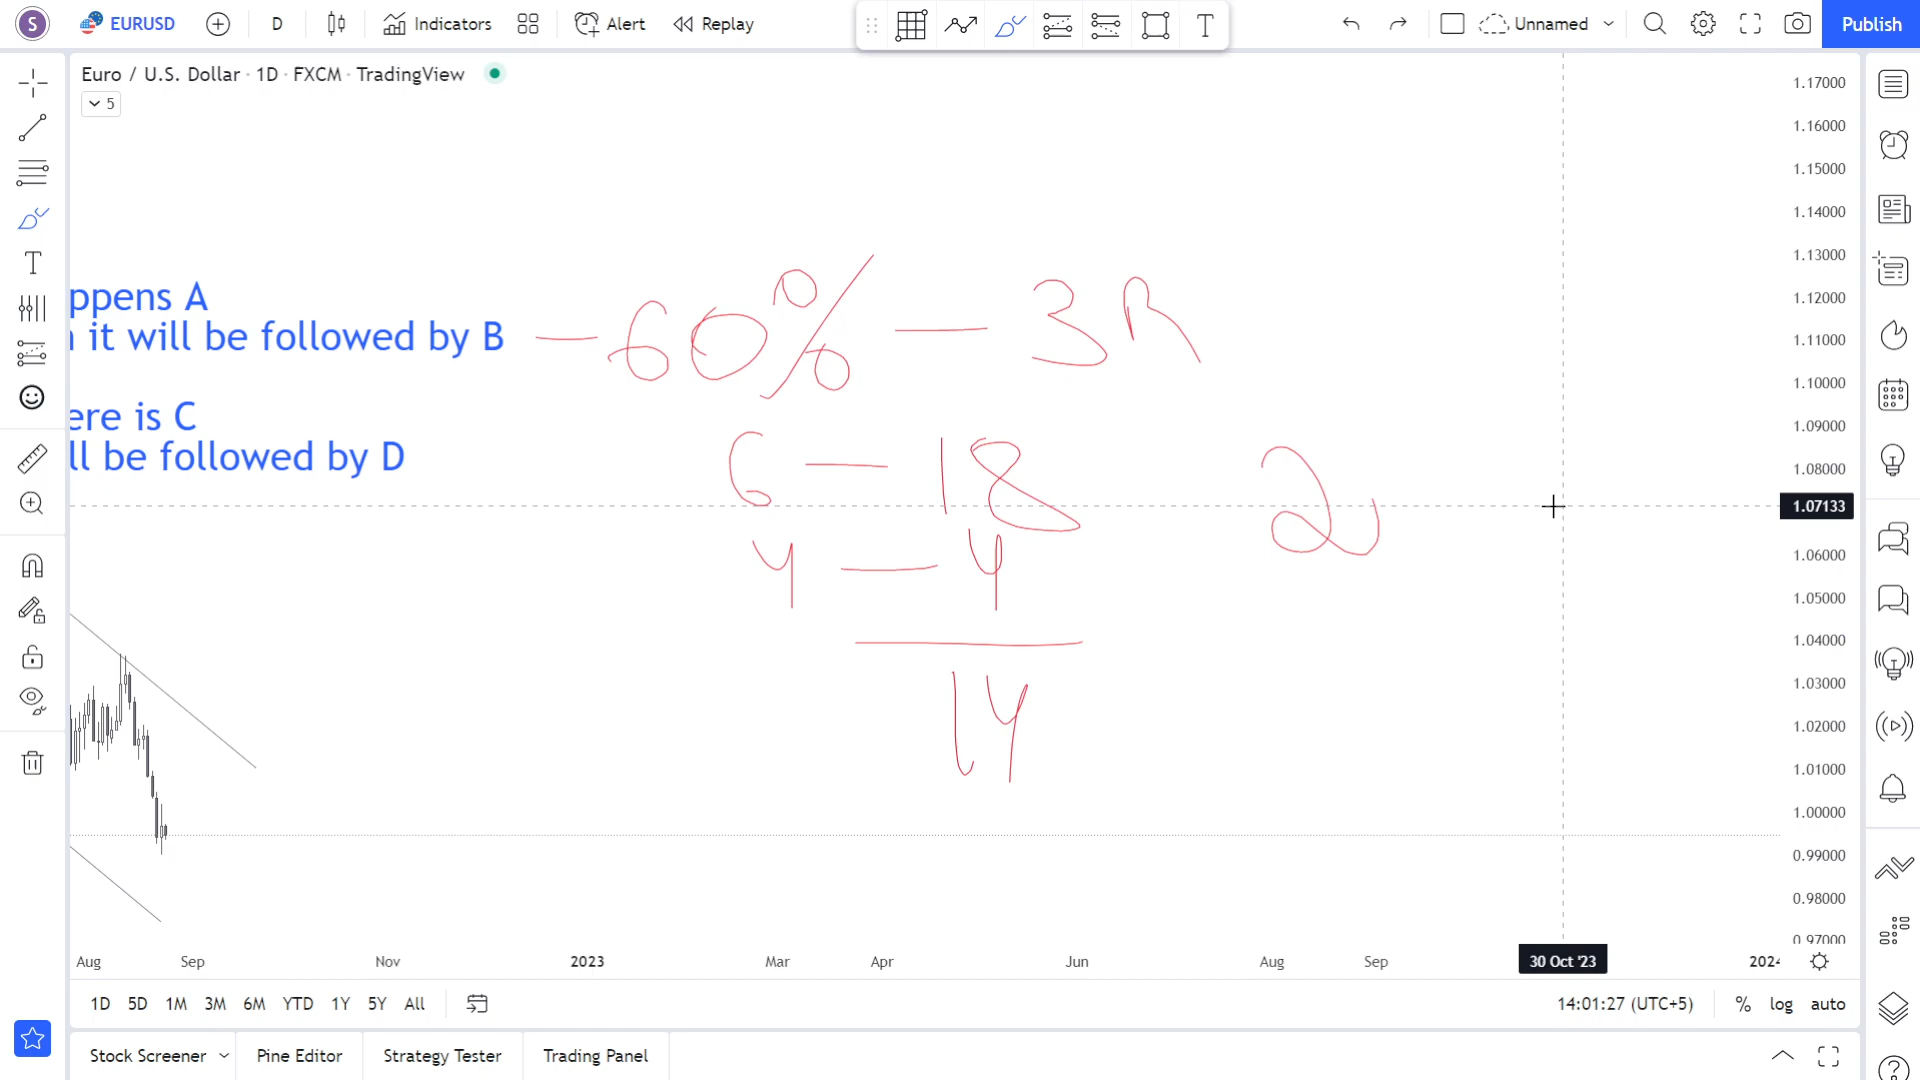 S EURUSD D Indicators Alert Replay T Unnamed Publish
Euro / U.S. Dollar · 1D · FXCM · TradingView
5
1.17000
1.16000
1.15000
1.14000
1.13000
1.12000
1.11000
1.10000
1.09000
1.08000
1.07133
1.06000
1.05000
1.04000
1.03000
1.02000
1.01000
1.00000
0.99000
0.98000
0.97000
ppens A
it will be followed by B — 60% — 3R
ere is C
ll be followed by D
6 — 18
2
4 — 4
14
Aug Sep Nov 2023 Mar Apr Jun Aug Sep 30 Oct '23 202
1D 5D 1M 3M 6M YTD 1Y 5Y All 14:01:27 (UTC+5) % log auto
Stock Screener Pine Editor Strategy Tester Trading Panel